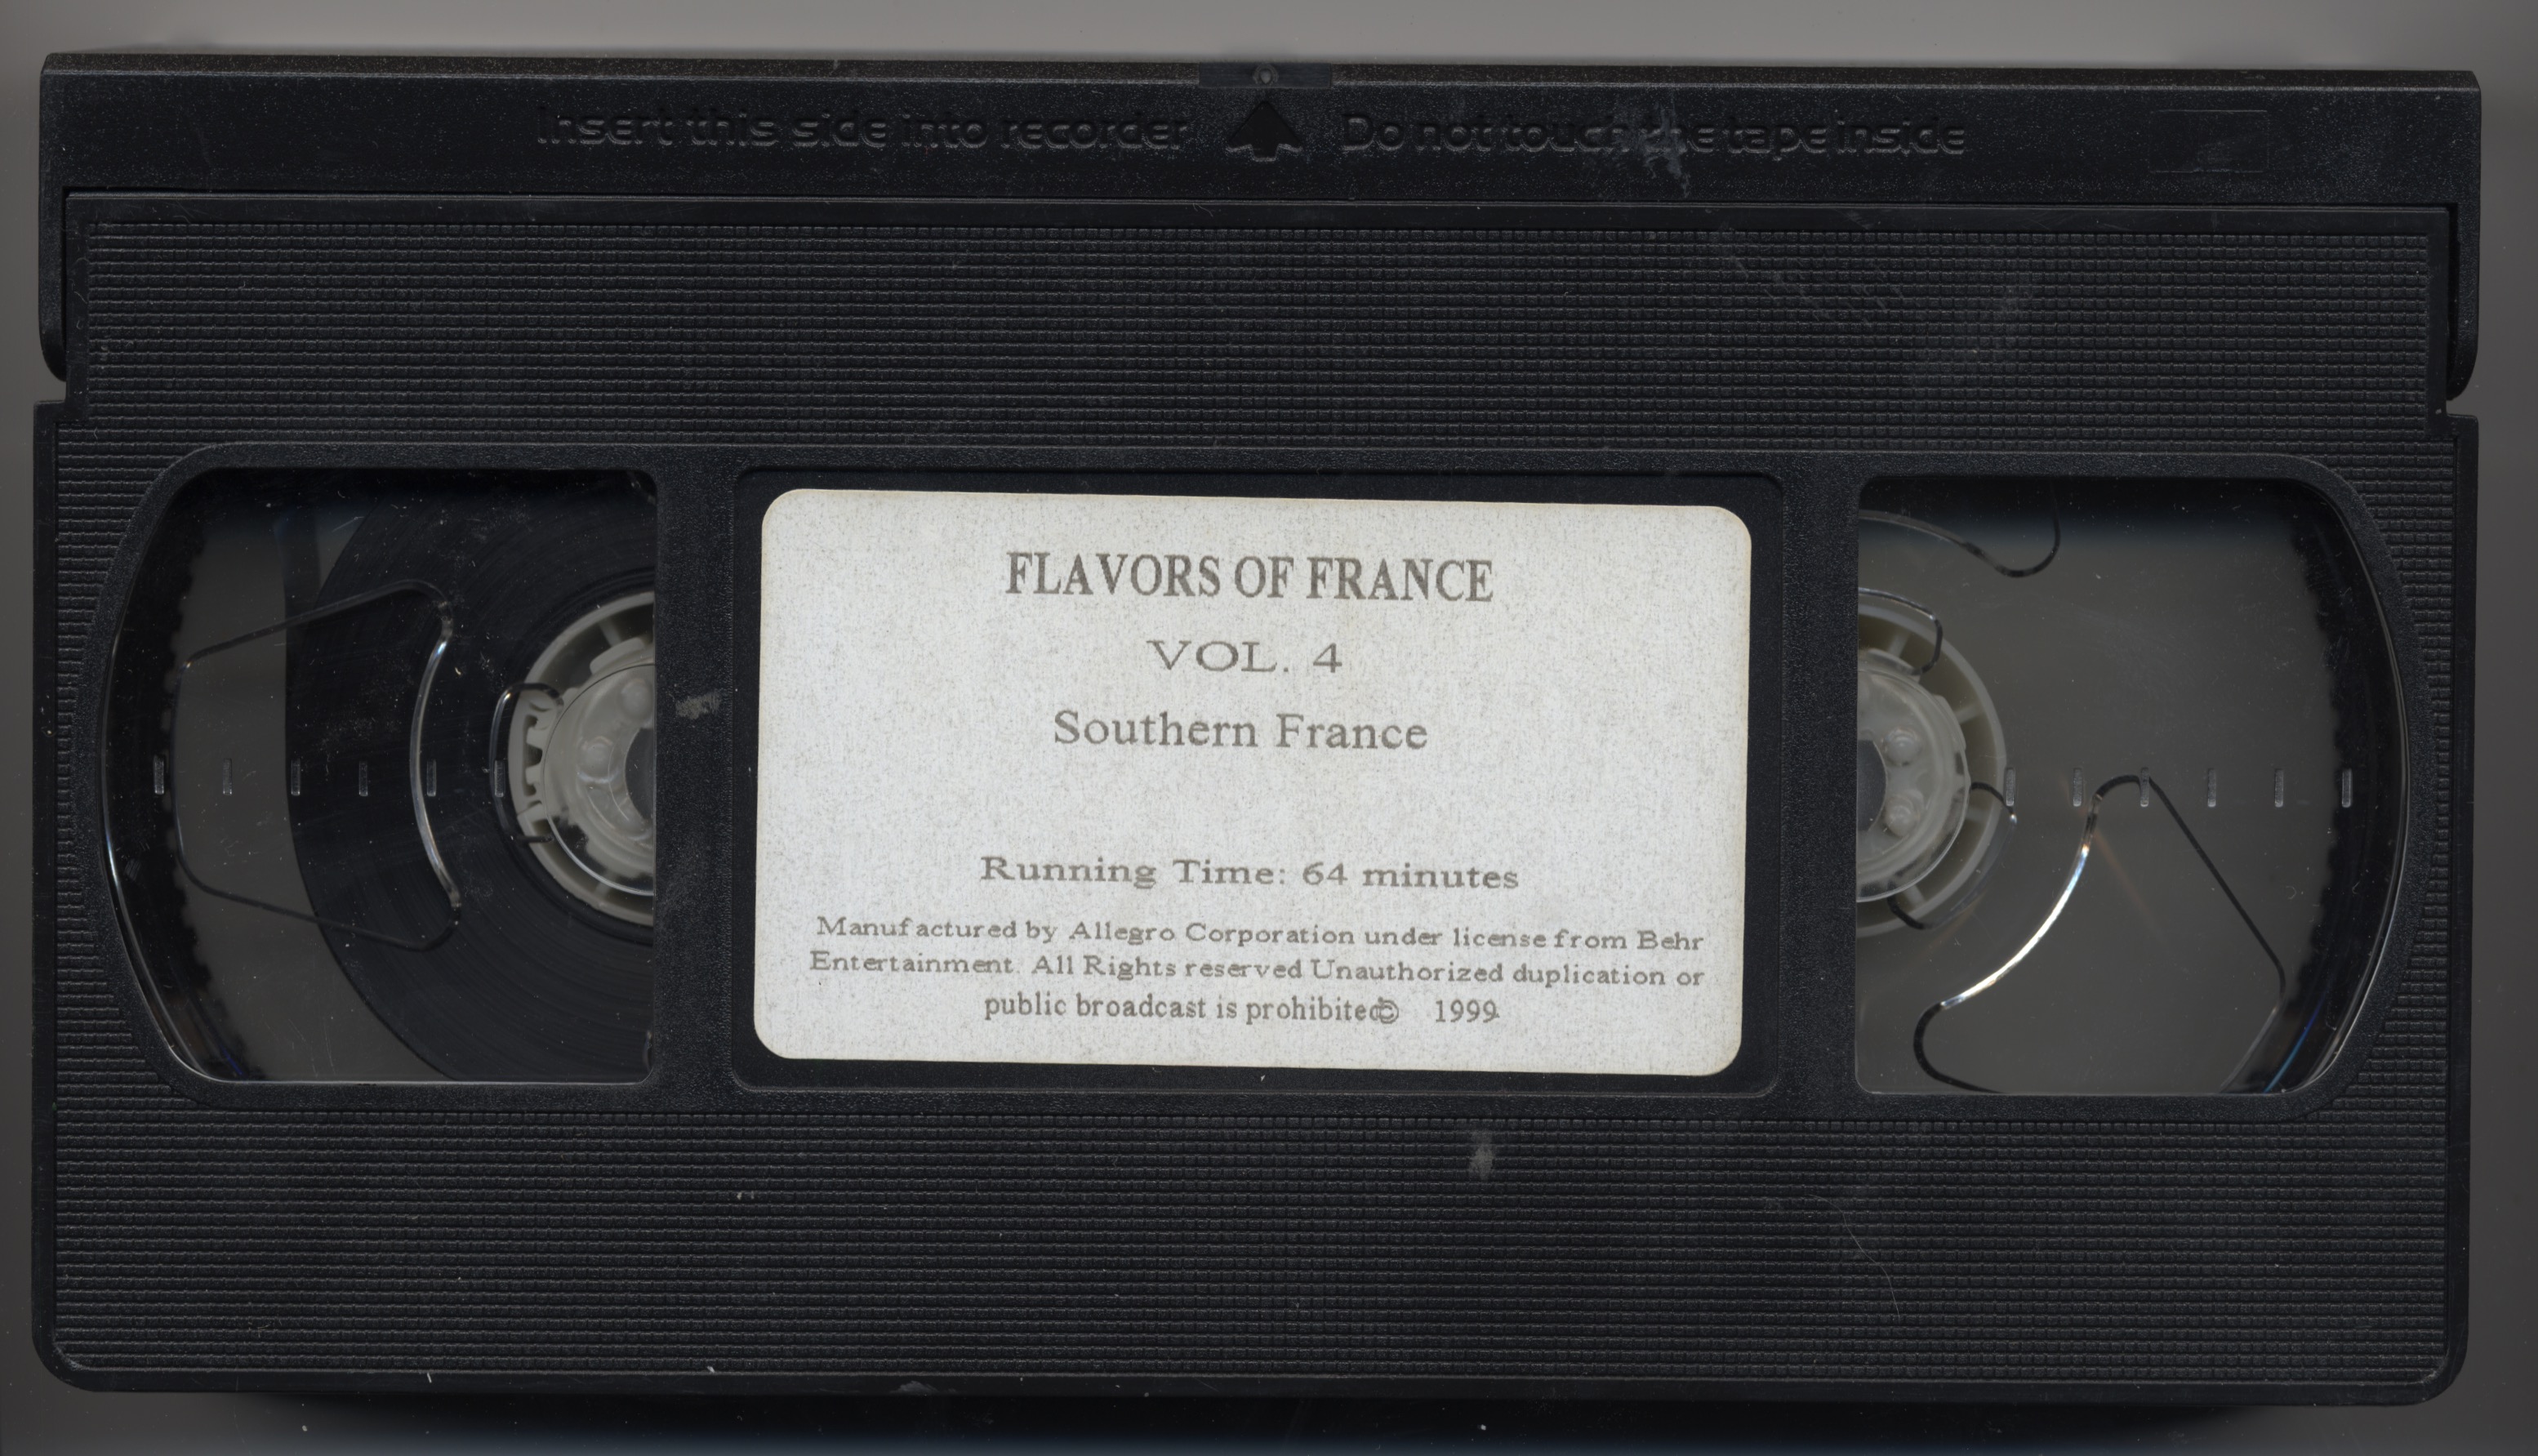 Insert this side into recorder Do not touch the tape inside
FLAVORS OF FRANCE
VOL. 4
Southern France
Running Time: 64 minutes
Manufactured by Allegro Corporation under license from Behr
Entertainment. All Rights reserved Unauthorized duplication or
public broadcast is prohibited© 1999